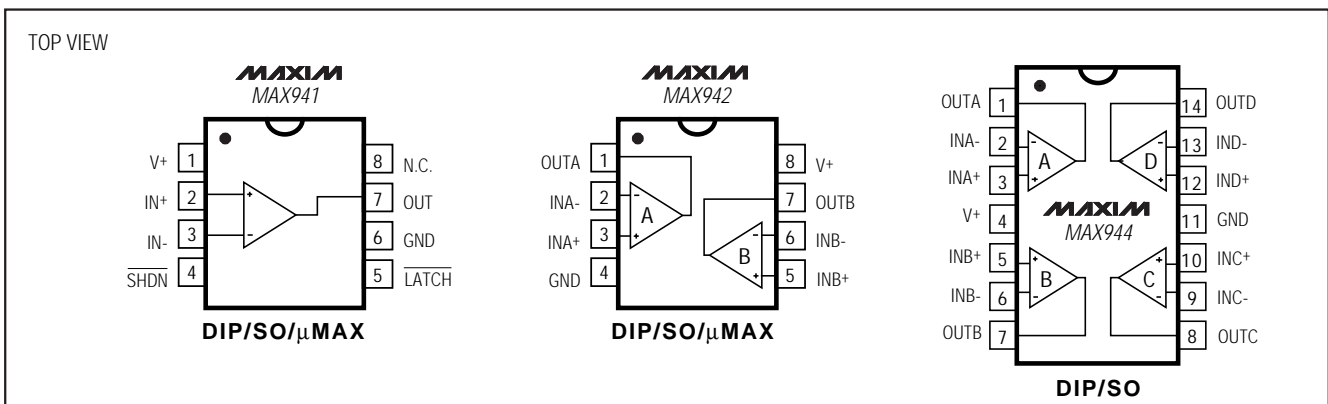 TOP VIEW
MAXIM
MAX941
V+ 1
IN+ 2
IN- 3
SHDN 4
8 N.C.
7 OUT
6 GND
5 LATCH
+
-
DIP/SO/µMAX
MAXIM
MAX942
OUTA 1
INA- 2
INA+ 3
GND 4
8 V+
7 OUTB
6 INB-
5 INB+
-
A
+
-
B
+
DIP/SO/µMAX
OUTA 1
INA- 2
INA+ 3
V+ 4
INB+ 5
INB- 6
OUTB 7
14 OUTD
13 IND-
12 IND+
11 GND
10 INC+
9 INC-
8 OUTC
-
A
+
-
D
+
MAXIM
MAX944
+
B
-
+
C
-
DIP/SO